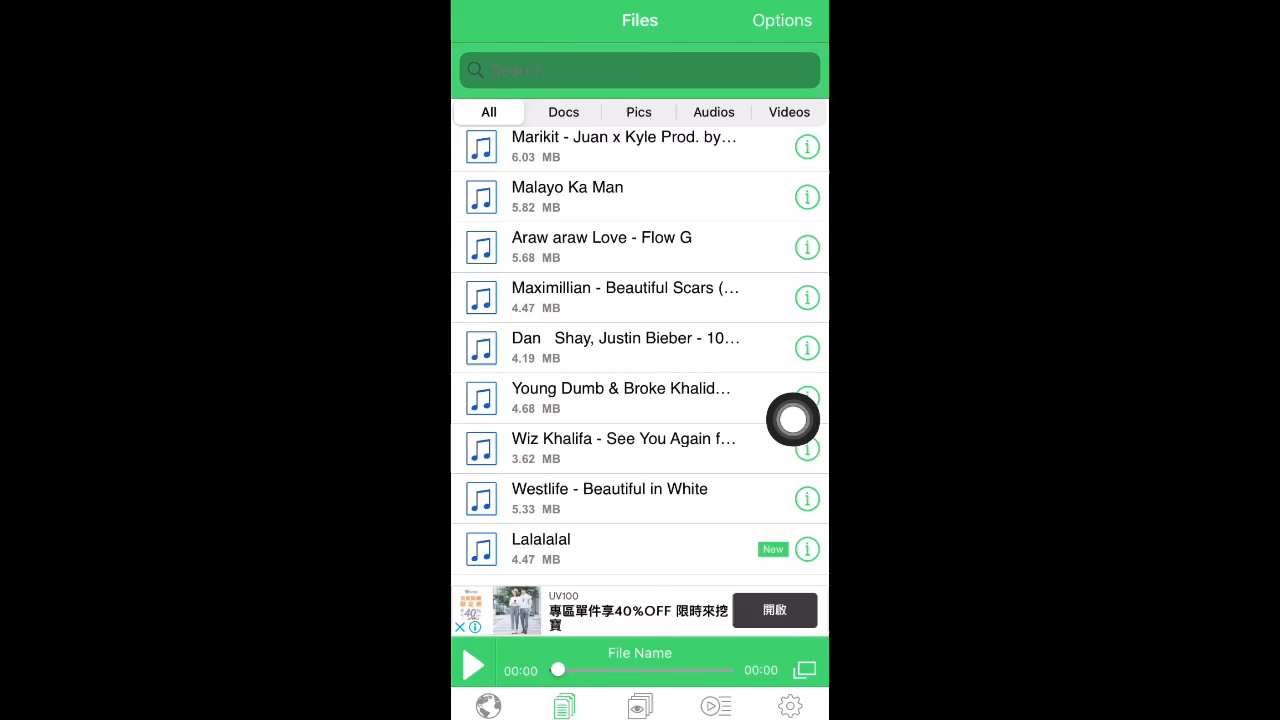 Files
Options
Search
All
Docs
Pics
Audios
Videos
Marikit - Juan x Kyle Prod. by…
6.03 MB
Malayo Ka Man
5.82 MB
Araw araw Love - Flow G
5.68 MB
Maximillian - Beautiful Scars (…
4.47 MB
Dan Shay, Justin Bieber - 10…
4.19 MB
Young Dumb & Broke Khalid…
4.68 MB
Wiz Khalifa - See You Again f…
3.62 MB
Westlife - Beautiful in White
5.33 MB
Lalalalal
4.47 MB
New
UV100
專區單件享40%OFF 限時來挖
寶
開啟
File Name
00:00
00:00